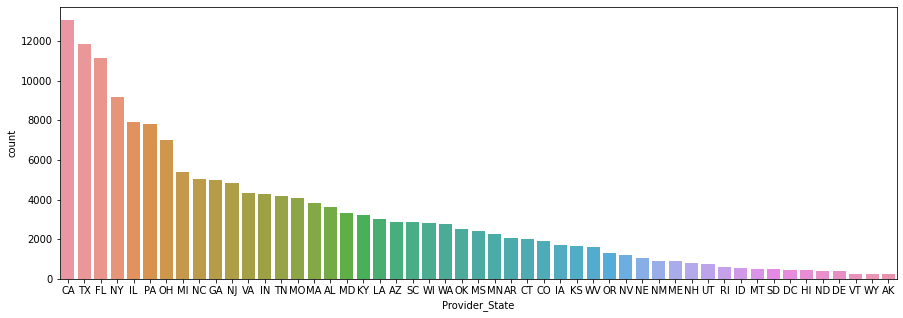 12000
10000
8000
6000
4000
2000
0
count
CA TX FL NY IL PA OH MI NC GA NJ VA IN TN MO MA AL MD KY LA AZ SC WI WA OK MS MN AR CT CO IA KS WV OR NV NE NM ME NH UT RI ID MT SD DC HI ND DE VT WY AK
Provider_State